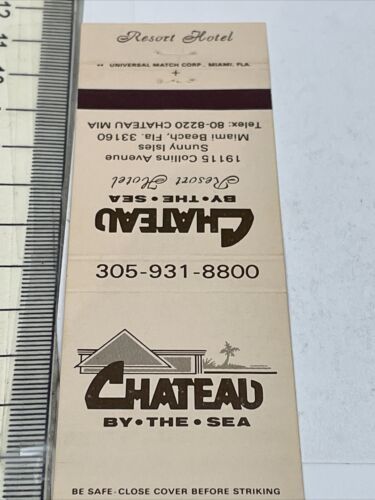 Resort Hotel
UNIVERSAL MATCH CORP., MIAMI, FLA.
CHATEAU
BY•THE•SEA
Resort Hotel
19115 Collins Avenue
Sunny Isles
Miami Beach, Fla. 33160
Telex: 80-8220 CHATEAU MIA
305-931-8800
CHATEAU
BY•THE•SEA
BE SAFE-CLOSE COVER BEFORE STRIKING
12
11